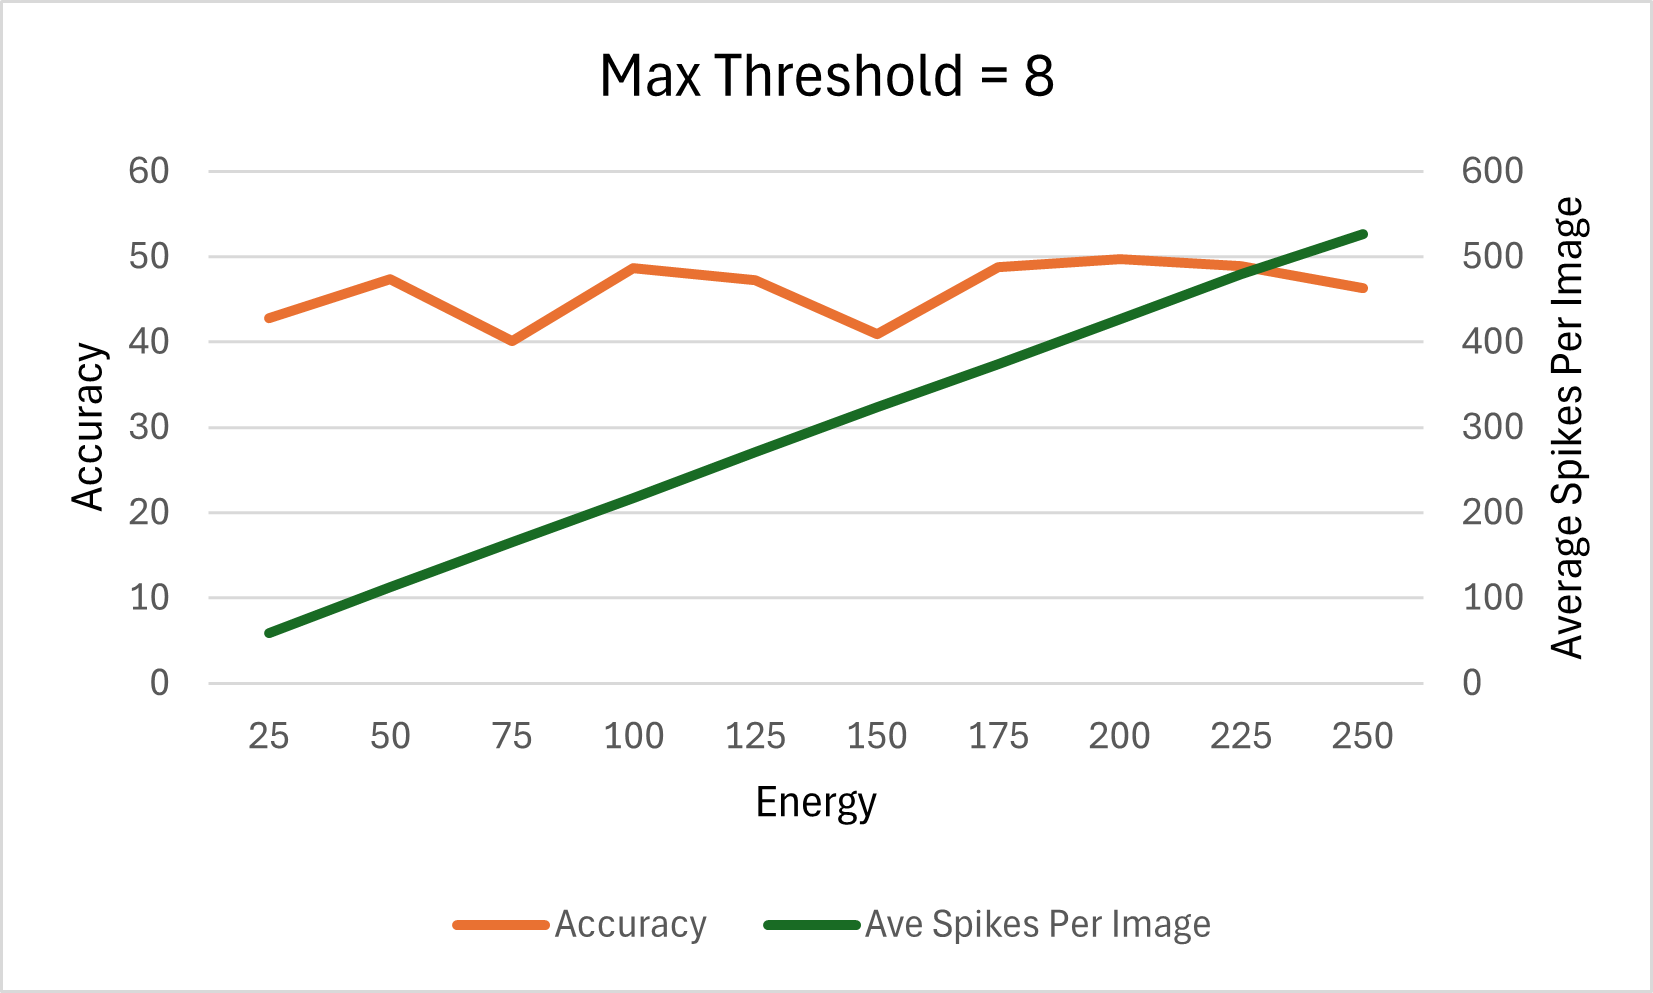 Max Threshold = 8
60
50
40
30
20
10
0
Accuracy
600
500
400
300
200
100
0
Average Spikes Per Image
25 50 75 100 125 150 175 200 225 250
Energy
Accuracy Ave Spikes Per Image